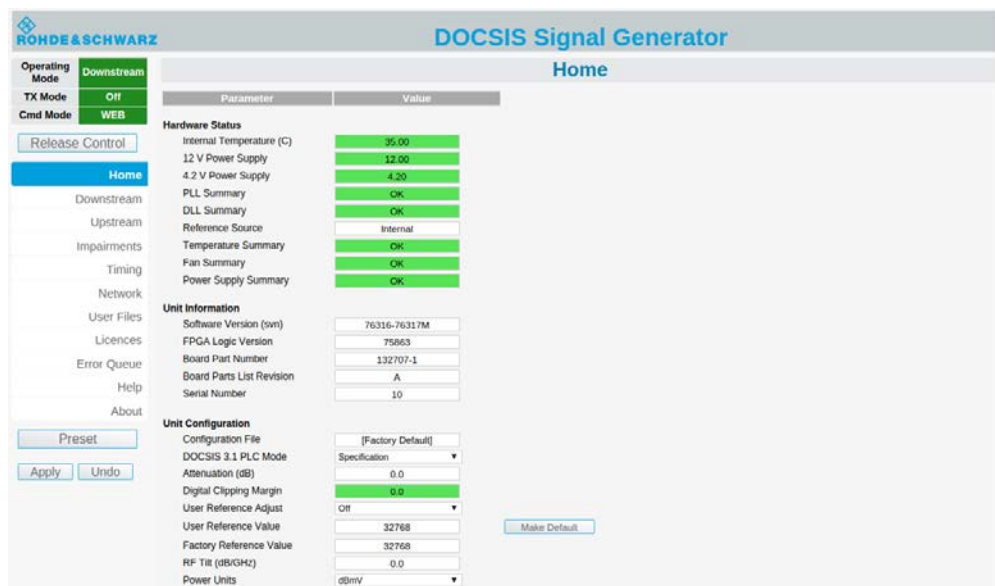 ROHDE&SCHWARZ
DOCSIS Signal Generator
Operating Mode Downstream
TX Mode Off
Cmd Mode WEB
Release Control
Home
Downstream
Upstream
Impairments
Timing
Network
User Files
Licences
Error Queue
Help
About
Preset
Apply Undo
Home
Parameter Value
Hardware Status
Internal Temperature (C) 35.00
12 V Power Supply 12.00
4.2 V Power Supply 4.20
PLL Summary OK
DLL Summary OK
Reference Source Internal
Temperature Summary OK
Fan Summary OK
Power Supply Summary OK
Unit Information
Software Version (svn) 76316-76317M
FPGA Logic Version 75863
Board Part Number 132707-1
Board Parts List Revision A
Serial Number 10
Unit Configuration
Configuration File [Factory Default]
DOCSIS 3.1 PLC Mode Specification
Attenuation (dB) 0.0
Digital Clipping Margin 0.0
User Reference Adjust Off
User Reference Value 32768 Make Default
Factory Reference Value 32768
RF Tilt (dB/GHz) 0.0
Power Units dBmV